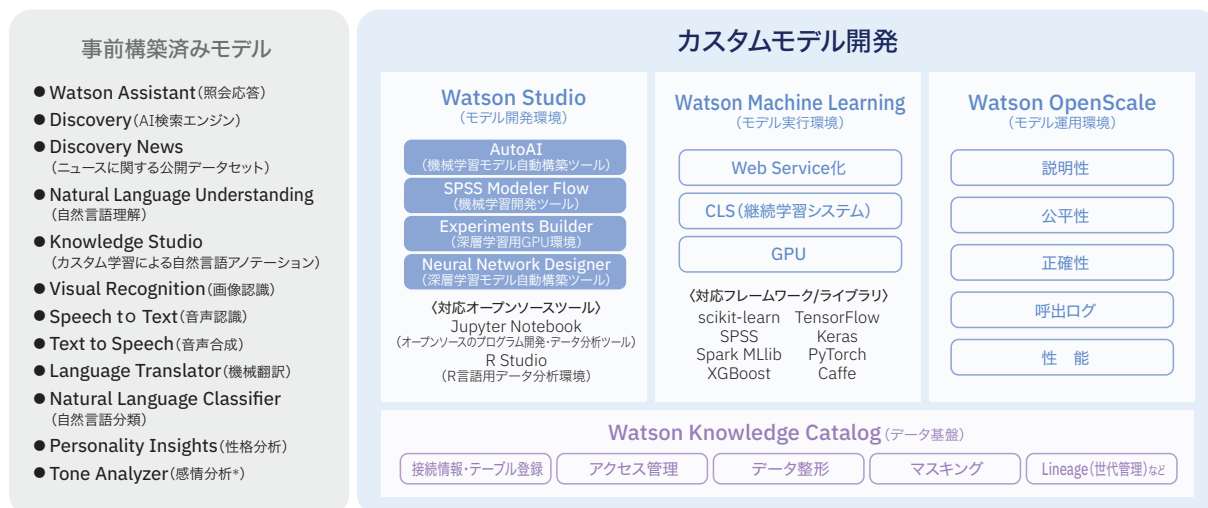 事前構築済みモデル
● Watson Assistant(照会応答)
● Discovery(AI検索エンジン)
● Discovery News
(ニュースに関する公開データセット)
● Natural Language Understanding
(自然言語理解)
● Knowledge Studio
(カスタム学習による自然言語アノテーション)
● Visual Recognition(画像認識)
● Speech to Text(音声認識)
● Text to Speech(音声合成)
● Language Translator(機械翻訳)
● Natural Language Classifier
(自然言語分類)
● Personality Insights(性格分析)
● Tone Analyzer(感情分析*)
カスタムモデル開発
Watson Studio
(モデル開発環境)
AutoAI
(機械学習モデル自動構築ツール)
SPSS Modeler Flow
(機械学習開発ツール)
Experiments Builder
(深層学習用GPU環境)
Neural Network Designer
(深層学習モデル自動構築ツール)
〈対応オープンソースツール〉
Jupyter Notebook
(オープンソースのプログラム開発・データ分析ツール)
R Studio
(R言語用データ分析環境)
Watson Machine Learning
(モデル実行環境)
Web Service化
CLS(継続学習システム)
GPU
〈対応フレームワーク/ライブラリ〉
scikit-learn TensorFlow
SPSS Keras
Spark MLlib PyTorch
XGBoost Caffe
Watson OpenScale
(モデル運用環境)
説明性
公平性
正確性
呼出ログ
性 能
Watson Knowledge Catalog(データ基盤)
接続情報・テーブル登録 アクセス管理 データ整形 マスキング Lineage(世代管理)など